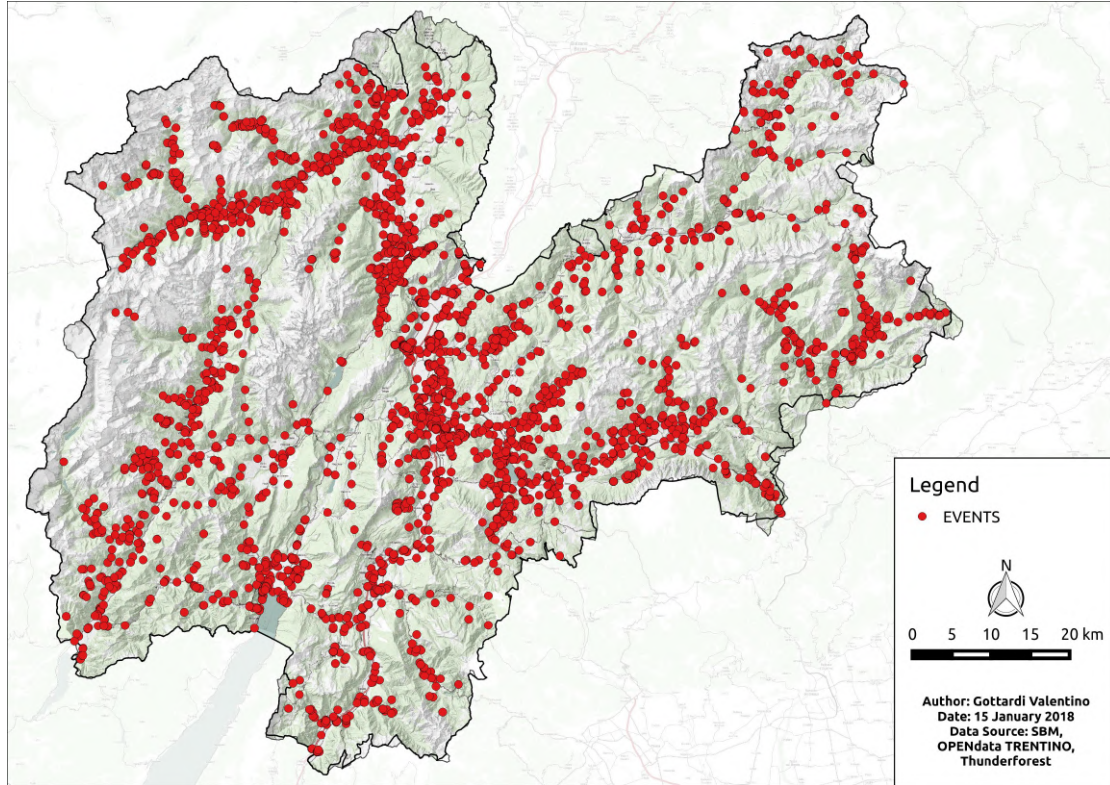 Legend
EVENTS
N
0 5 10 15 20 km
Author: Gottardi Valentino
Date: 15 January 2018
Data Source: SBM,
OPENdata TRENTINO,
Thunderforest